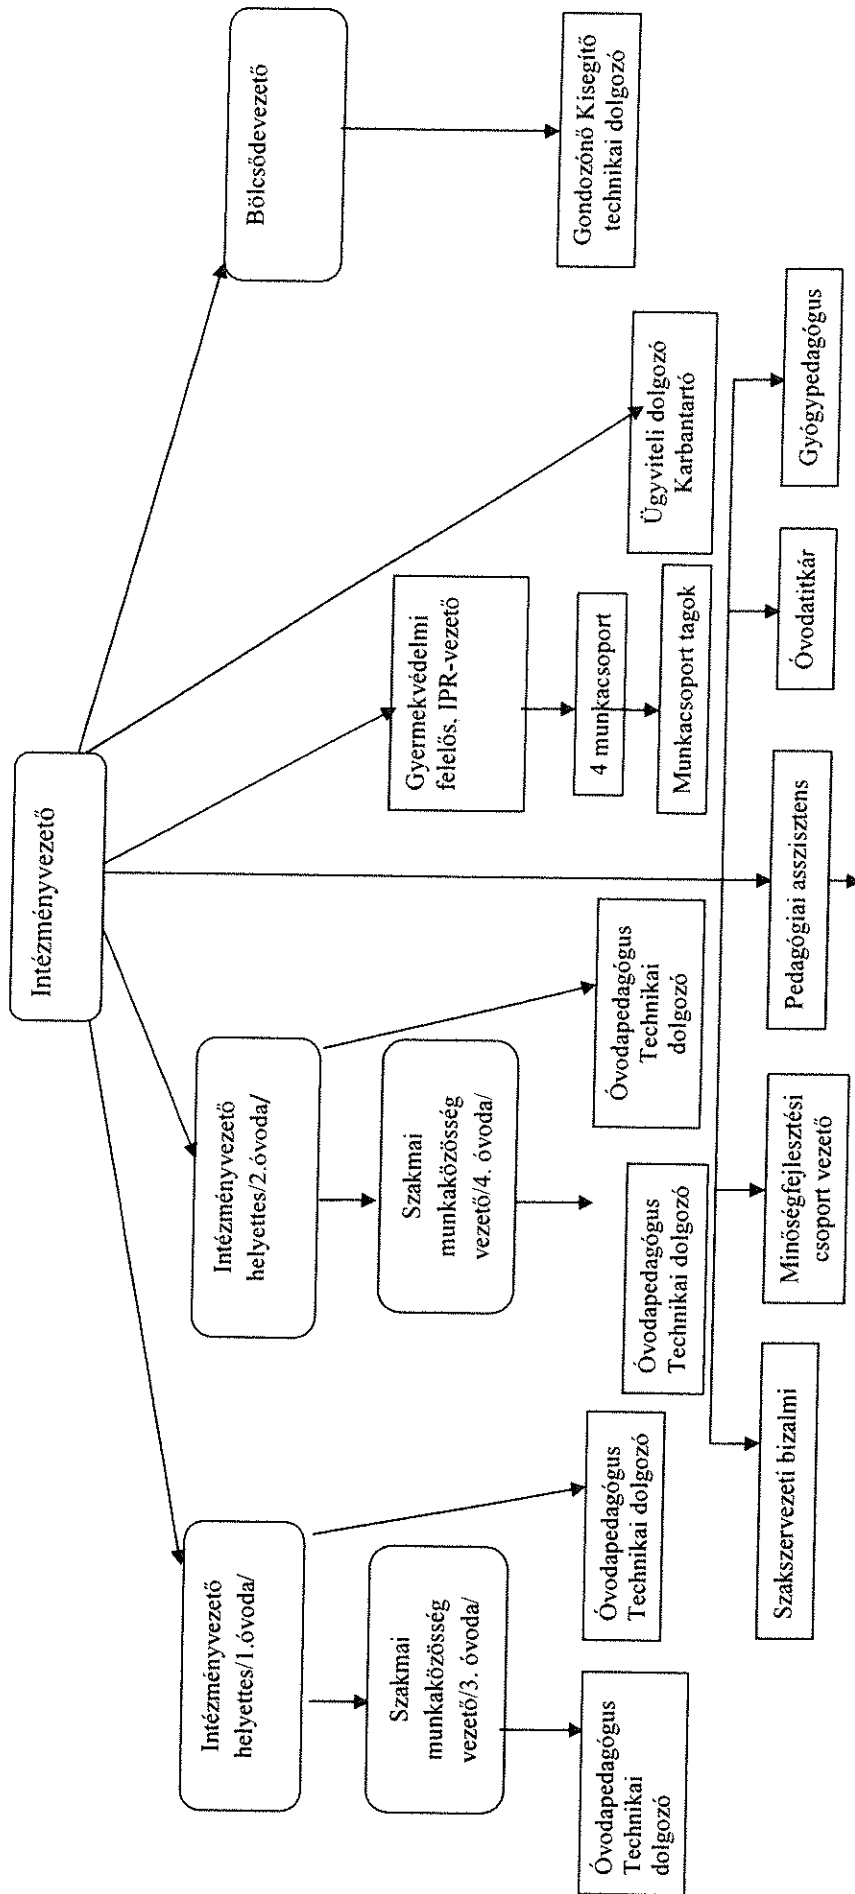 Intézményvezető
Intézményvezető
helyettes/1.óvoda/
Intézményvezető
helyettes/2.óvoda/
Bölcsődevezető
Szakmai
munkaközösség
vezető/3. óvoda/
Szakmai
munkaközösség
vezető/4. óvoda/
Gyermekvédelmi
felelős, IPR-vezető
4 munkacsoport
Munkacsoport tagok
Gondozónő Kisegítő
technikai dolgozó
Óvodapedagógus
Technikai
dolgozó
Óvodapedagógus
Technikai dolgozó
Óvodapedagógus
Technikai dolgozó
Óvodapedagógus
Technikai
dolgozó
Ügyviteli dolgozó
Karbantartó
Szakszervezeti bizalmi
Minőségfejlesztési
csoport vezető
Pedagógiai asszisztens
Óvodatitkár
Gyógypedagógus